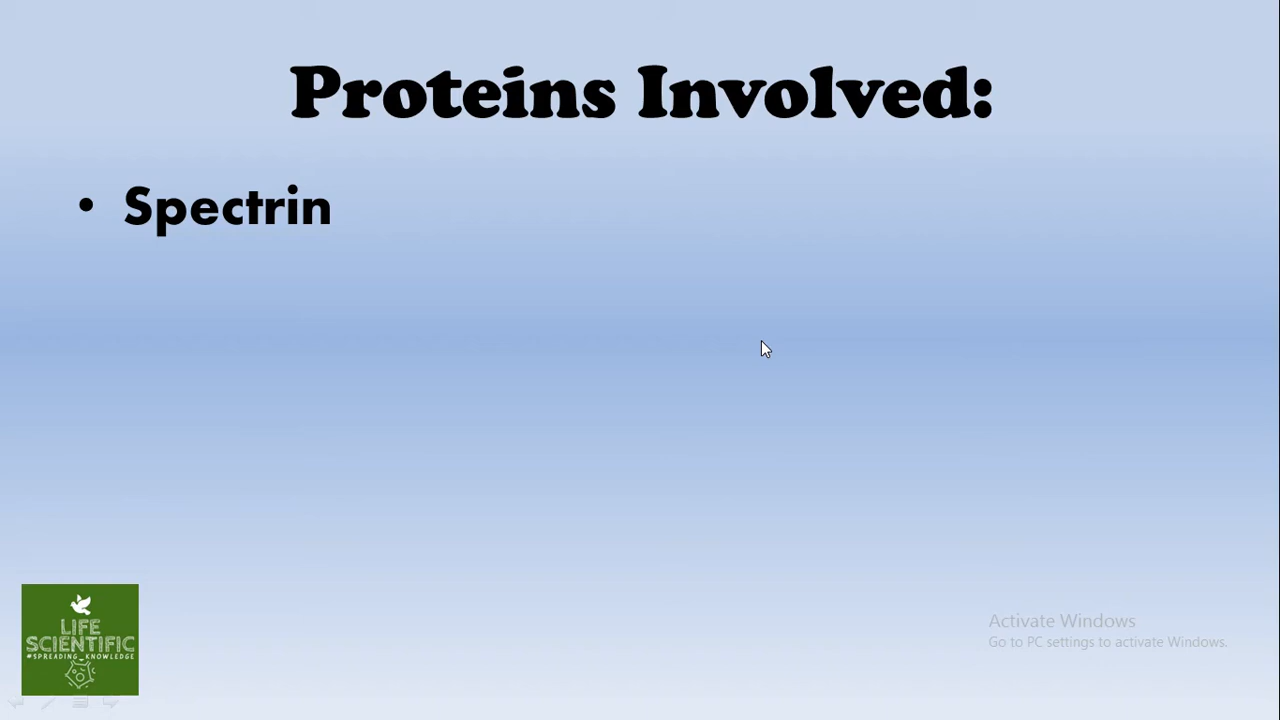 Proteins Involved:
• Spectrin
LIFE
SCIENTIFIC
#SPREADING_KNOWLEDGE
Activate Windows
Go to PC settings to activate Windows.